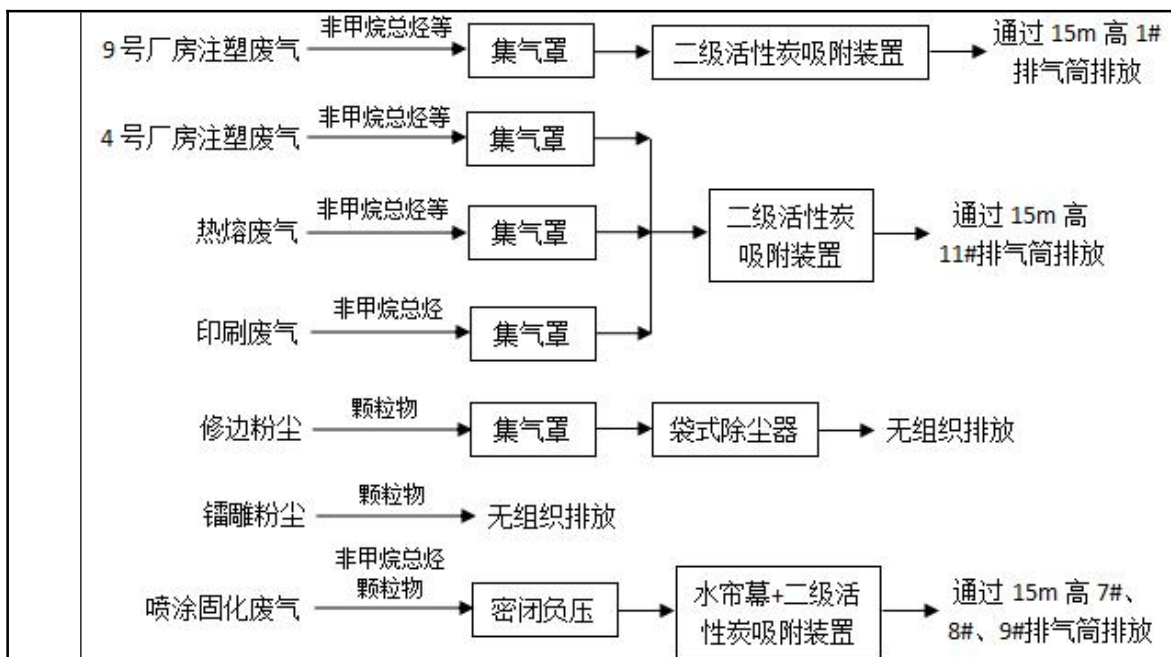 9号厂房注塑废气
非甲烷总烃等
集气罩
二级活性炭吸附装置
通过 15m 高 1#
排气筒排放
4号厂房注塑废气
非甲烷总烃等
集气罩
热熔废气
非甲烷总烃等
集气罩
二级活性炭
吸附装置
通过 15m 高
11#排气筒排放
印刷废气
非甲烷总烃
集气罩
修边粉尘
颗粒物
集气罩
袋式除尘器
无组织排放
镭雕粉尘
颗粒物
无组织排放
喷涂固化废气
非甲烷总烃
颗粒物
密闭负压
水帘幕+二级活
性炭吸附装置
通过 15m 高 7#、
8#、9#排气筒排放